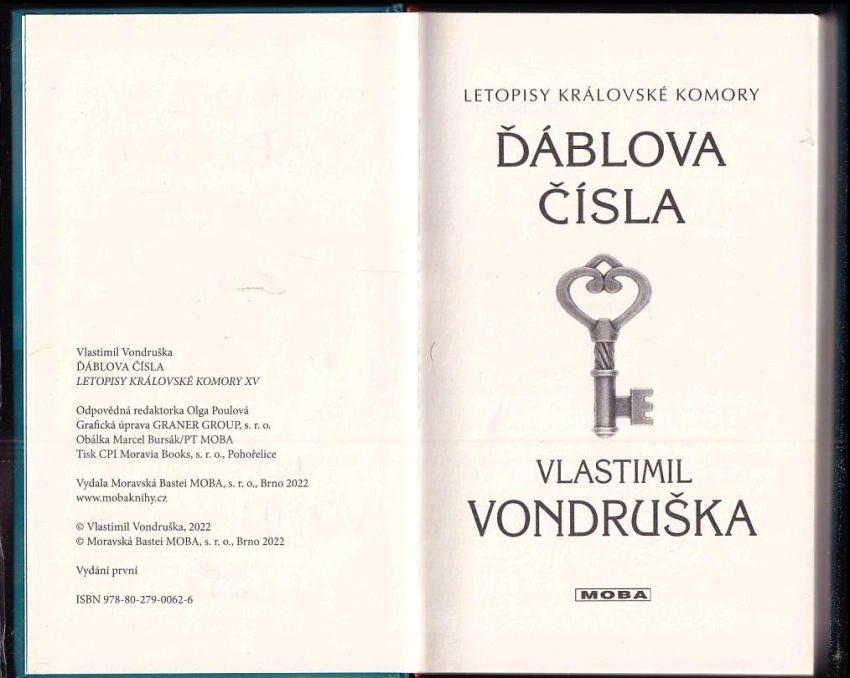 Vlastimil Vondruška
ĎÁBLOVA ČÍSLA
LETOPISY KRÁLOVSKÉ KOMORY XV
Odpovědná redaktorka Olga Poulová
Grafická úprava GRANER GROUP, s. r. o.
Obálka Marcel Bursák/PT MOBA
Tisk CPI Moravia Books, s. r. o., Pohořelice
Vydala Moravská Bastei MOBA, s. r. o., Brno 2022
www.mobaknihy.cz
© Vlastimil Vondruška, 2022
© Moravská Bastei MOBA, s. r. o., Brno 2022
Vydání první
ISBN 978-80-279-0062-6
LETOPISY KRÁLOVSKÉ KOMORY
ĎÁBLOVA
ČÍSLA
VLASTIMIL
VONDRUŠKA
MOBA